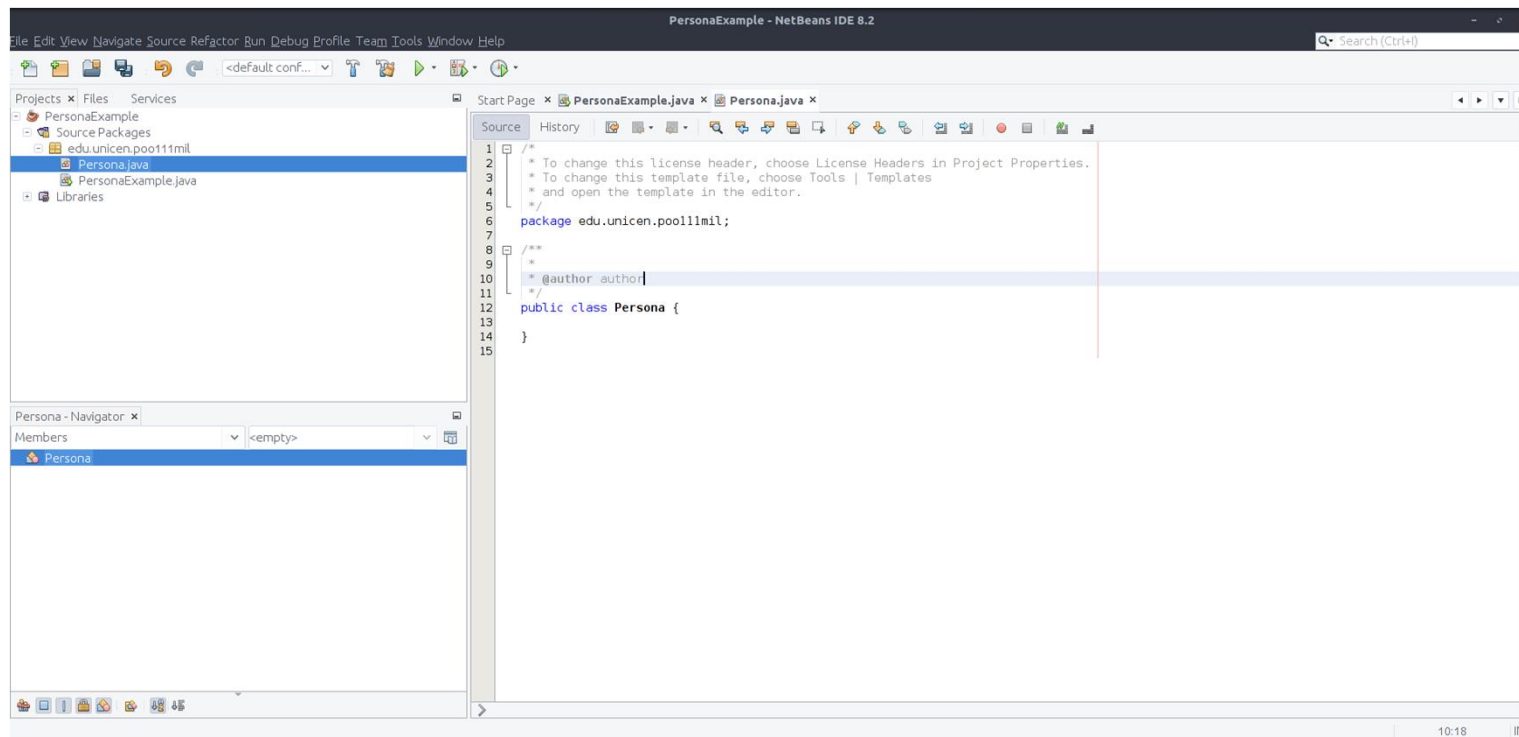 PersonaExample - NetBeans IDE 8.2
File Edit View Navigate Source Refactor Run Debug Profile Team Tools Window Help
Search (Ctrl+I)
<default conf...
Projects Files Services
PersonaExample
Source Packages
edu.unicen.poo111mil
Persona.java
PersonaExample.java
Libraries
Persona - Navigator
Members
<empty>
Persona
Start Page PersonaExample.java Persona.java
Source History
1 /*
2 * To change this license header, choose License Headers in Project Properties.
3 * To change this template file, choose Tools | Templates
4 * and open the template in the editor.
5 */
6 package edu.unicen.poo111mil;
7
8 /**
9 *
10 * @author author
11 */
12 public class Persona {
13
14 }
15
10:18